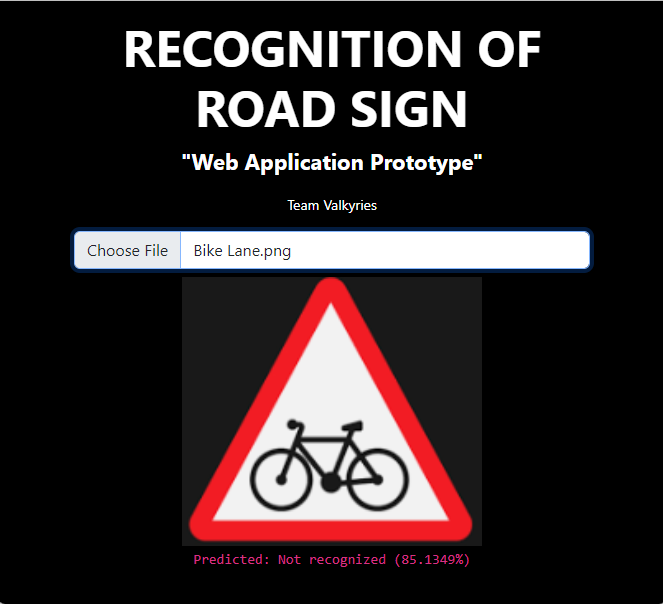 RECOGNITION OF
ROAD SIGN
"Web Application Prototype"
Team Valkyries
Choose File Bike Lane.png
Predicted: Not recognized (85.1349%)